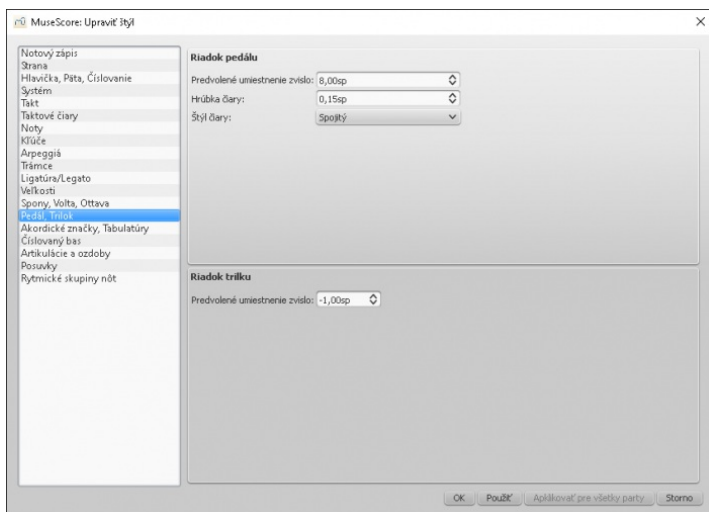 MuseScore: Upraviť štýl
Notový zápis
Strana
Hlavička, Päta, Číslovanie
Systém
Takt
Taktové čiary
Noty
Kľúče
Arpeggiá
Trámce
Ligatúra/Legato
Veľkosti
Spony, Volta, Ottava
Pedál, Trilok
Akordické značky, Tabulatúry
Číslovaný bas
Artikulácie a ozdoby
Posuvky
Rytmické skupiny nôt
Riadok pedálu
Predvolené umiestnenie zvislo: 8,00sp
Hrúbka čiary: 0,15sp
Štýl čiary: Spojitý
Riadok trilku
Predvolené umiestnenie zvislo: -1,00sp
OK Použiť Aplikovať pre všetky party Storno